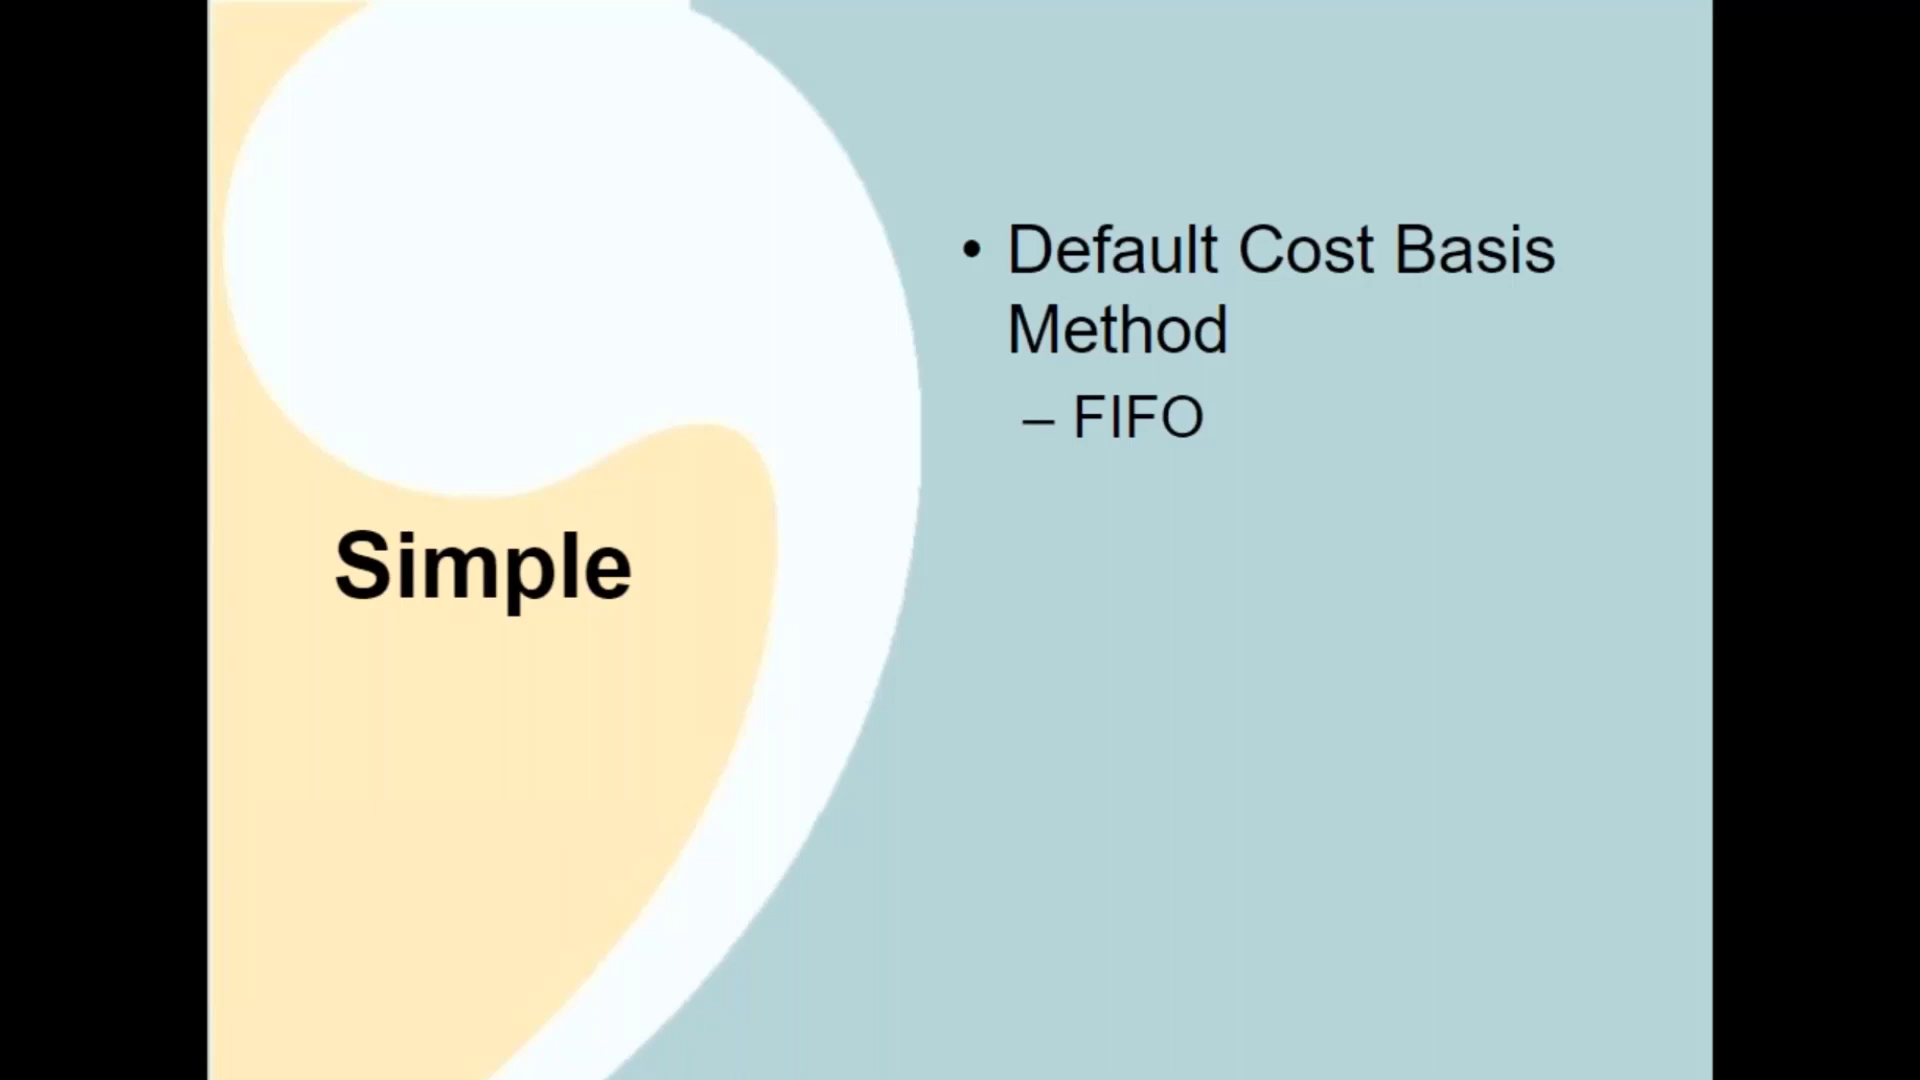 Simple
• Default Cost Basis
Method
– FIFO